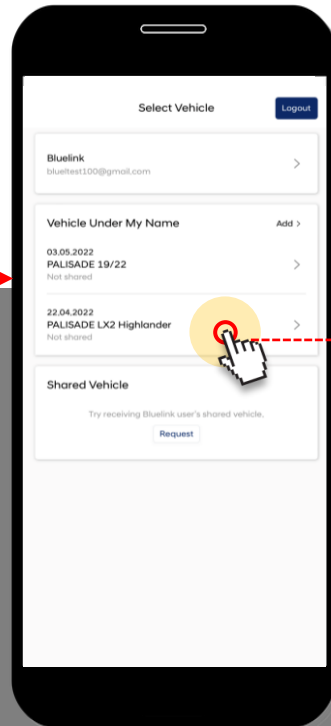 Select Vehicle
Logout
Bluelink
blueltest100@gmail.com
Vehicle Under My Name
Add >
03.05.2022
PALISADE 19/22
Not shared
22.04.2022
PALISADE LX2 Highlander
Not shared
Shared Vehicle
Try receiving Bluelink user's shared vehicle.
Request